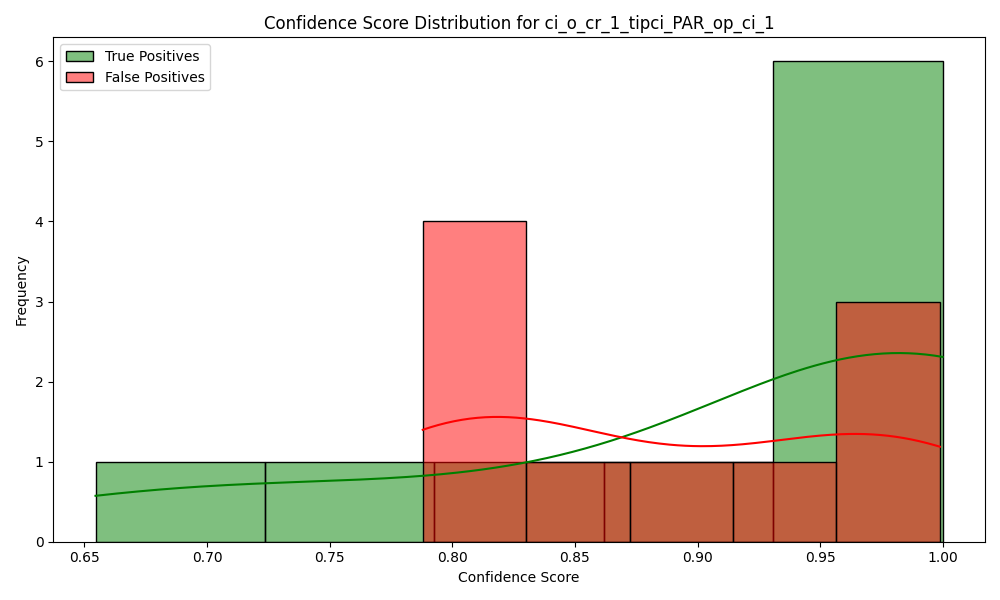 Confidence Score Distribution for ci_o_cr_1_tipci_PAR_op_ci_1
True Positives
False Positives
Frequency
6
5
4
3
2
1
0
0.65 0.70 0.75 0.80 0.85 0.90 0.95 1.00
Confidence Score